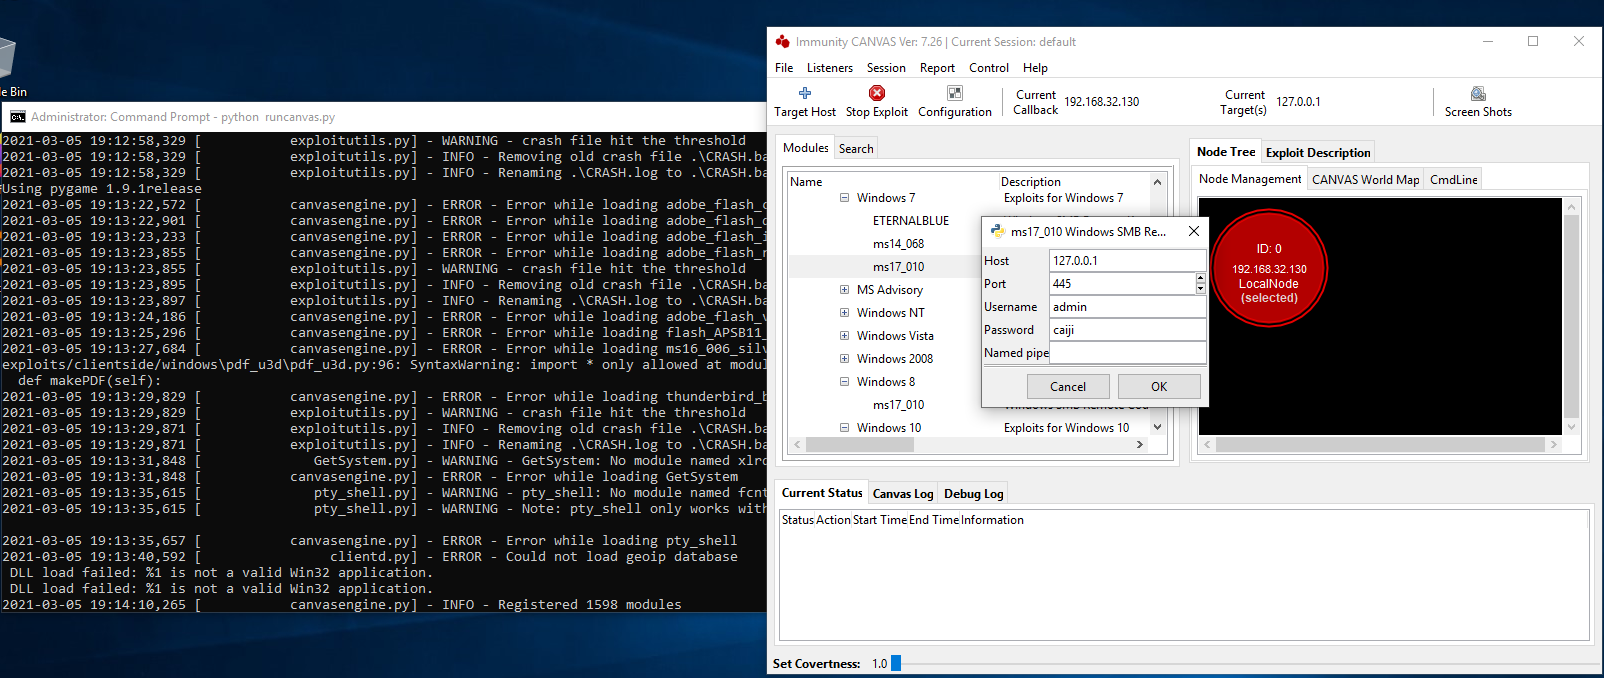 le Bin
Administrator: Command Prompt - python  runcanvas.py
2021-03-05 19:12:58,329 [           exploitutils.py] - WARNING - crash file hit the threshold
2021-03-05 19:12:58,329 [           exploitutils.py] - INFO - Removing old crash file .\CRASH.ba
2021-03-05 19:12:58,329 [           exploitutils.py] - INFO - Renaming .\CRASH.log to .\CRASH.ba
Using pygame 1.9.1release
2021-03-05 19:13:22,572 [           canvasengine.py] - ERROR - Error while loading adobe_flash_
2021-03-05 19:13:22,901 [           canvasengine.py] - ERROR - Error while loading adobe_flash_
2021-03-05 19:13:23,233 [           canvasengine.py] - ERROR - Error while loading adobe_flash_i
2021-03-05 19:13:23,855 [           canvasengine.py] - ERROR - Error while loading adobe_flash_
2021-03-05 19:13:23,855 [           exploitutils.py] - WARNING - crash file hit the threshold
2021-03-05 19:13:23,895 [           exploitutils.py] - INFO - Removing old crash file .\CRASH.ba
2021-03-05 19:13:23,897 [           exploitutils.py] - INFO - Renaming .\CRASH.log to .\CRASH.ba
2021-03-05 19:13:24,186 [           canvasengine.py] - ERROR - Error while loading adobe_flash_
2021-03-05 19:13:25,296 [           canvasengine.py] - ERROR - Error while loading flash_APSB11_
2021-03-05 19:13:27,684 [           canvasengine.py] - ERROR - Error while loading ms16_006_silv
exploits/clientside/windows\pdf_u3d\pdf_u3d.py:96: SyntaxWarning: import * only allowed at modul
  def makePDF(self):
2021-03-05 19:13:29,829 [           canvasengine.py] - ERROR - Error while loading thunderbird_b
2021-03-05 19:13:29,829 [           exploitutils.py] - WARNING - crash file hit the threshold
2021-03-05 19:13:29,871 [           exploitutils.py] - INFO - Removing old crash file .\CRASH.ba
2021-03-05 19:13:29,871 [           exploitutils.py] - INFO - Renaming .\CRASH.log to .\CRASH.ba
2021-03-05 19:13:31,848 [              GetSystem.py] - WARNING - GetSystem: No module named xlrd
2021-03-05 19:13:31,848 [           canvasengine.py] - ERROR - Error while loading GetSystem
2021-03-05 19:13:35,615 [              pty_shell.py] - WARNING - pty_shell: No module named fcnt
2021-03-05 19:13:35,615 [              pty_shell.py] - WARNING - Note: pty_shell only works with
2021-03-05 19:13:35,657 [           canvasengine.py] - ERROR - Error while loading pty_shell
2021-03-05 19:13:40,592 [                clientd.py] - ERROR - Could not load geoip database
 DLL load failed: %1 is not a valid Win32 application.
 DLL load failed: %1 is not a valid Win32 application.
2021-03-05 19:14:10,265 [           canvasengine.py] - INFO - Registered 1598 modules
Immunity CANVAS Ver: 7.26 | Current Session: default
File Listeners Session Report Control Help
Target Host Stop Exploit Configuration
Current Callback 192.168.32.130
Current Target(s) 127.0.0.1
Screen Shots
Modules Search
Name Description
Windows 7 Exploits for Windows 7
ETERNALBLUE
ms14_068
ms17_010
MS Advisory
Windows NT
Windows Vista
Windows 2008
Windows 8
ms17_010
Windows 10 Exploits for Windows 10
ms17_010 Windows SMB Re...
Host 127.0.0.1
Port 445
Username admin
Password caiji
Named pipe
Cancel OK
Node Tree Exploit Description
Node Management CANVAS World Map CmdLine
ID: 0
192.168.32.130
LocalNode
(selected)
Current Status Canvas Log Debug Log
Status Action Start Time End Time Information
Set Covertness: 1.0